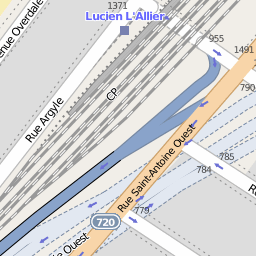 1371
Lucien L'Allier
955
1491
enue Overdale
790
CP
Rue Argyle
785
784
Rue Saint-Antoine Ouest
779
720
e Ouest